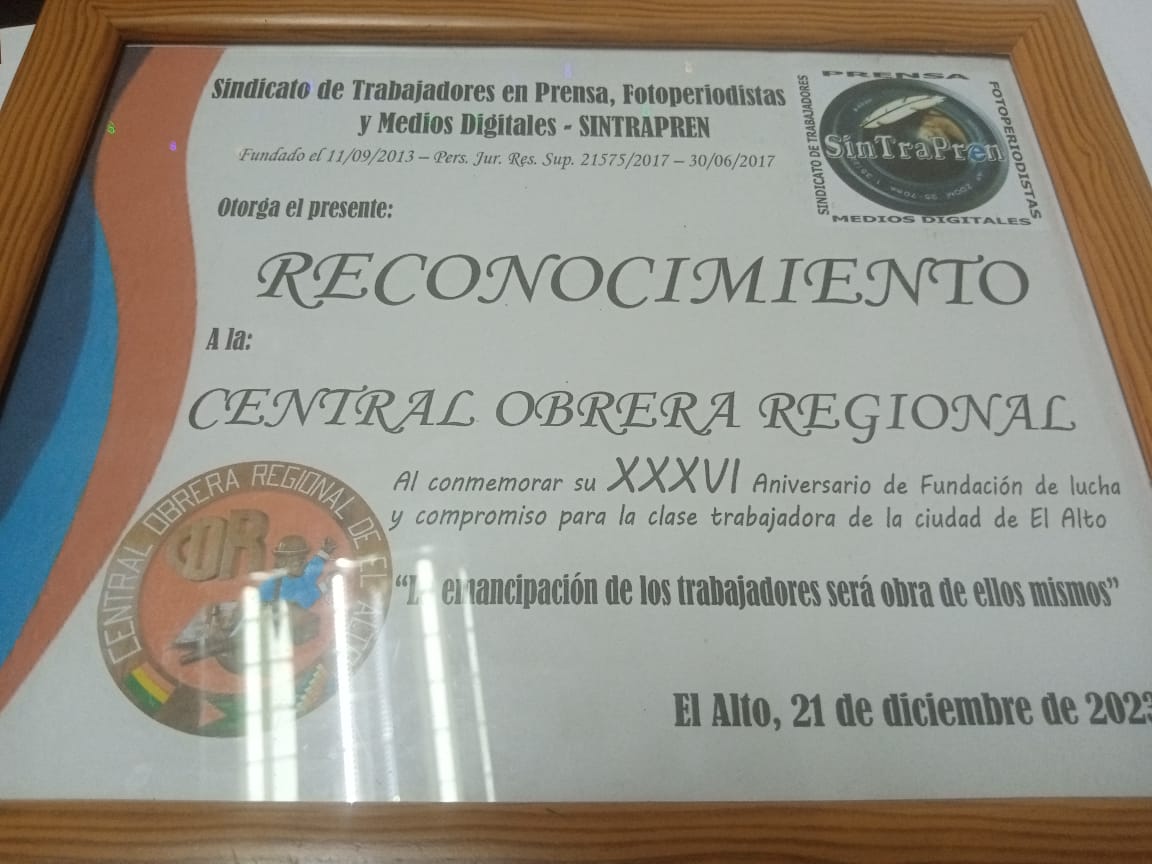 Sindicato de Trabajadores en Prensa, Fotoperiodistas
y Medios Digitales - SINTRAPREN
Fundado el 11/09/2013 – Pers. Jur. Res. Sup. 21575/2017 – 30/06/2017
PRENSA
SINDICATO DE TRABAJADORES
FOTOPERIODISTAS
SinTraPren
MEDIOS DIGITALES
Otorga el presente:
RECONOCIMIENTO
A la:
CENTRAL OBRERA REGIONAL
Al conmemorar su XXXVI Aniversario de Fundación de lucha
y compromiso para la clase trabajadora de la ciudad de El Alto
CENTRAL OBRERA REGIONAL DE EL ALTO
COR
“La emancipación de los trabajadores será obra de ellos mismos”
El Alto, 21 de diciembre de 2023